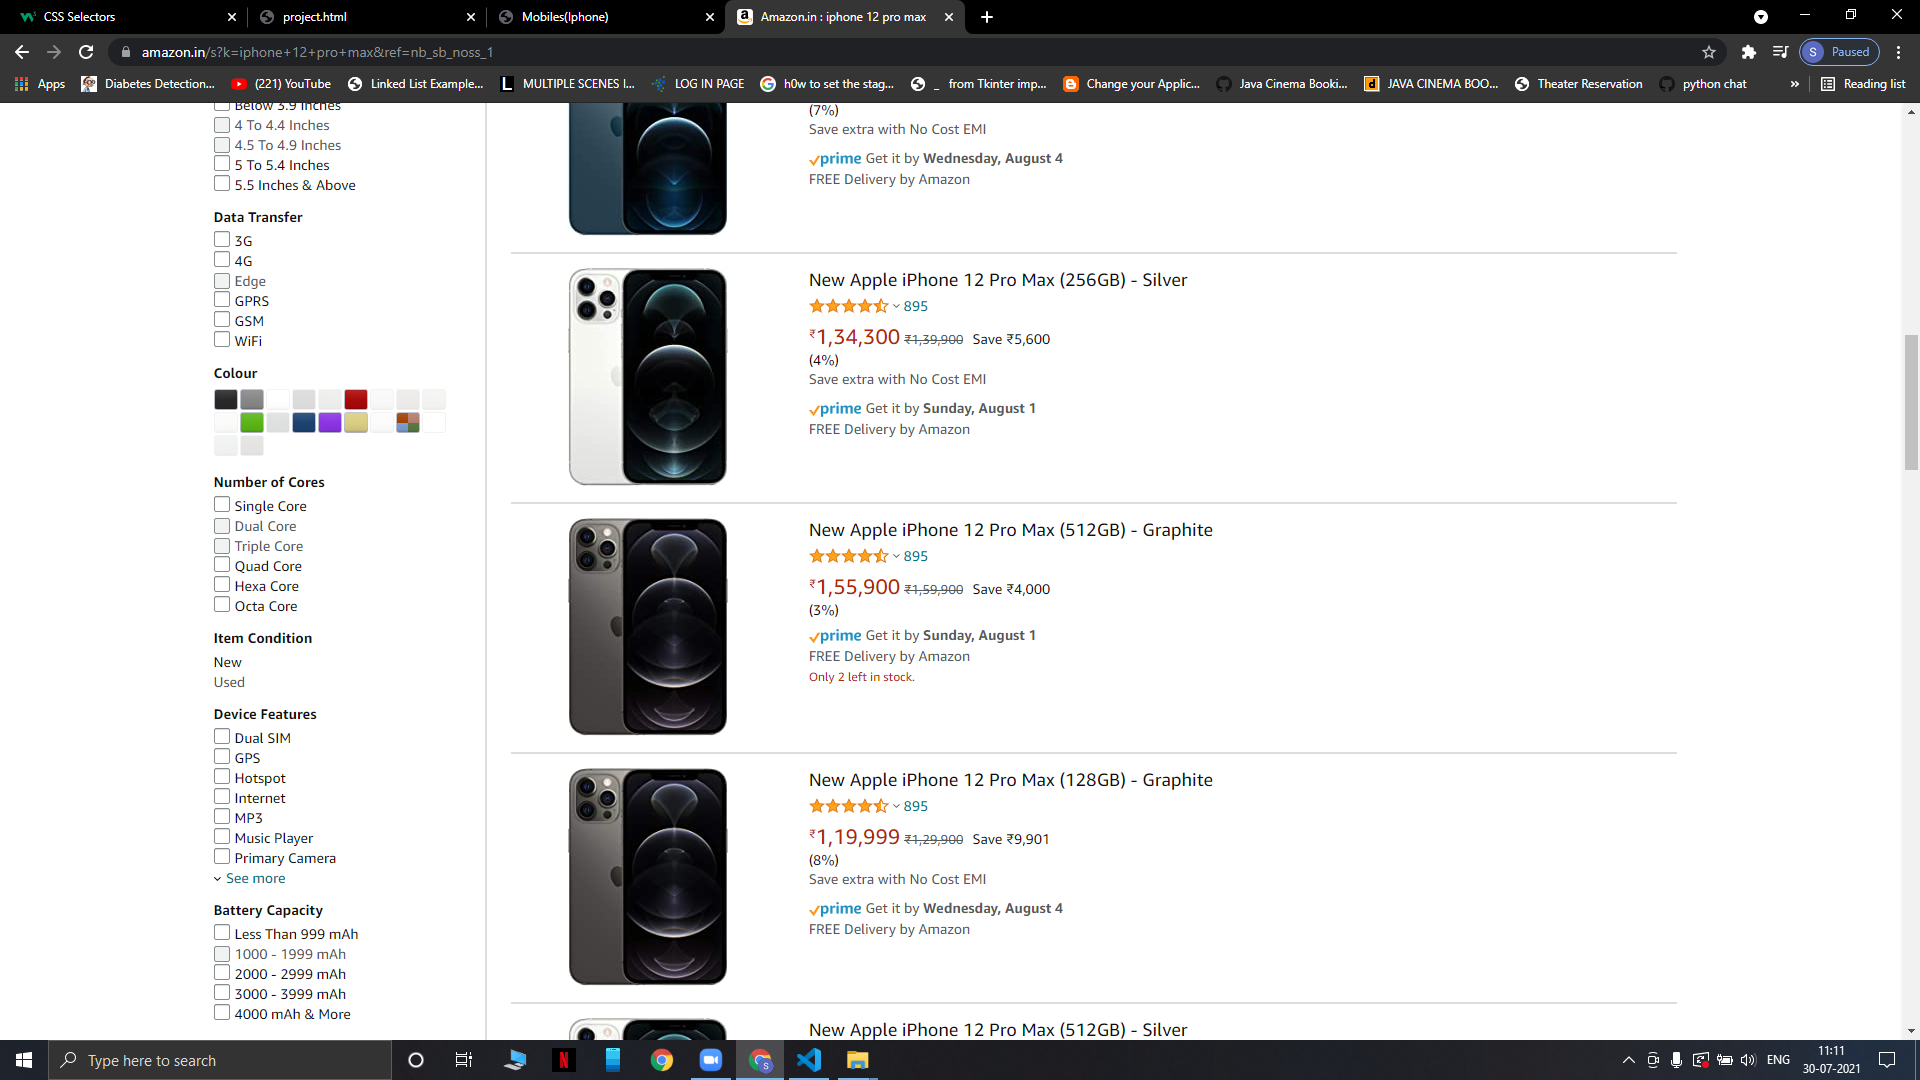 CSS Selectors
project.html
Mobiles(Iphone)
Amazon.in : iphone 12 pro max
amazon.in/s?k=iphone+12+pro+max&ref=nb_sb_noss_1
S Paused
Apps
Diabetes Detection...
(221) YouTube
Linked List Example...
MULTIPLE SCENES I...
LOG IN PAGE
h0w to set the stag...
_ from Tkinter imp...
Change your Applic...
Java Cinema Booki...
JAVA CINEMA BOO...
Theater Reservation
python chat
»
Reading list
Below 3.9 Inches
4 To 4.4 Inches
4.5 To 4.9 Inches
5 To 5.4 Inches
5.5 Inches & Above
Data Transfer
3G
4G
Edge
GPRS
GSM
WiFi
Colour
Number of Cores
Single Core
Dual Core
Triple Core
Quad Core
Hexa Core
Octa Core
Item Condition
New
Used
Device Features
Dual SIM
GPS
Hotspot
Internet
MP3
Music Player
Primary Camera
See more
Battery Capacity
Less Than 999 mAh
1000 - 1999 mAh
2000 - 2999 mAh
3000 - 3999 mAh
4000 mAh & More
(7%)
Save extra with No Cost EMI
prime Get it by Wednesday, August 4
FREE Delivery by Amazon
New Apple iPhone 12 Pro Max (256GB) - Silver
895
₹1,34,300 ₹1,39,900 Save ₹5,600
(4%)
Save extra with No Cost EMI
prime Get it by Sunday, August 1
FREE Delivery by Amazon
New Apple iPhone 12 Pro Max (512GB) - Graphite
895
₹1,55,900 ₹1,59,900 Save ₹4,000
(3%)
prime Get it by Sunday, August 1
FREE Delivery by Amazon
Only 2 left in stock.
New Apple iPhone 12 Pro Max (128GB) - Graphite
895
₹1,19,999 ₹1,29,900 Save ₹9,901
(8%)
Save extra with No Cost EMI
prime Get it by Wednesday, August 4
FREE Delivery by Amazon
New Apple iPhone 12 Pro Max (512GB) - Silver
Type here to search
ENG
11:11
30-07-2021